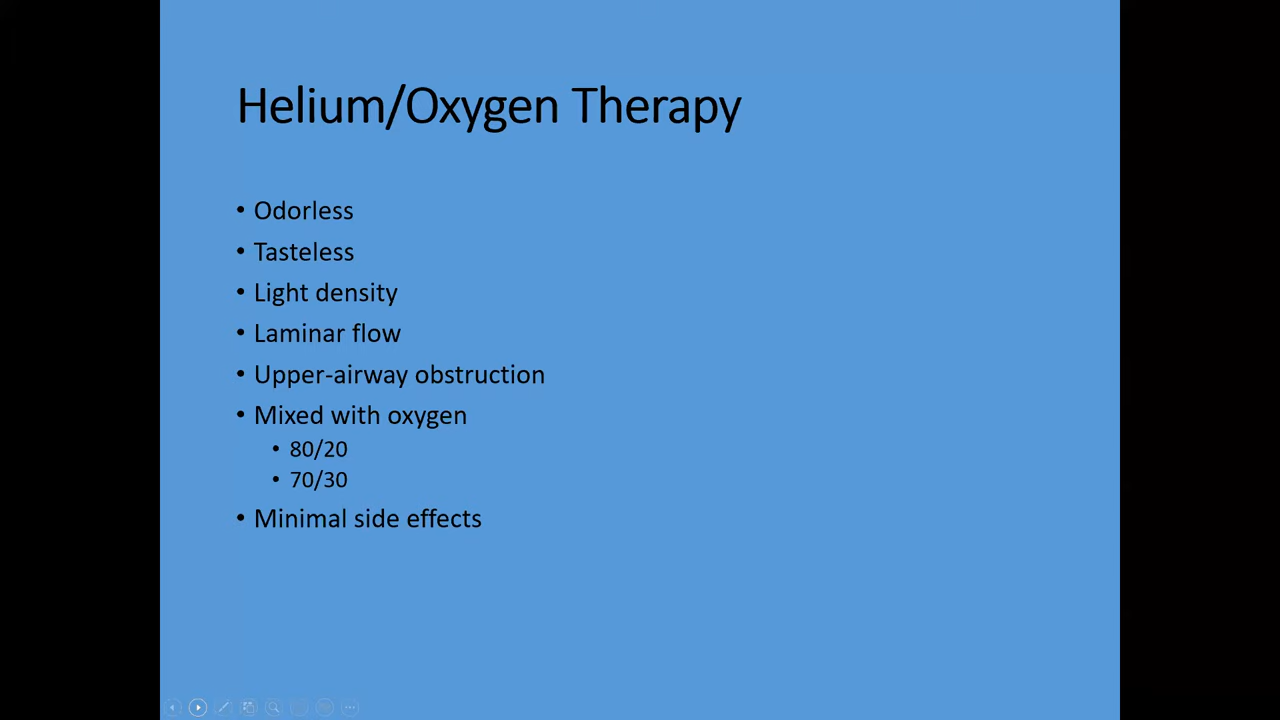 Helium/Oxygen Therapy
• Odorless
• Tasteless
• Light density
• Laminar flow
• Upper-airway obstruction
• Mixed with oxygen
• 80/20
• 70/30
• Minimal side effects